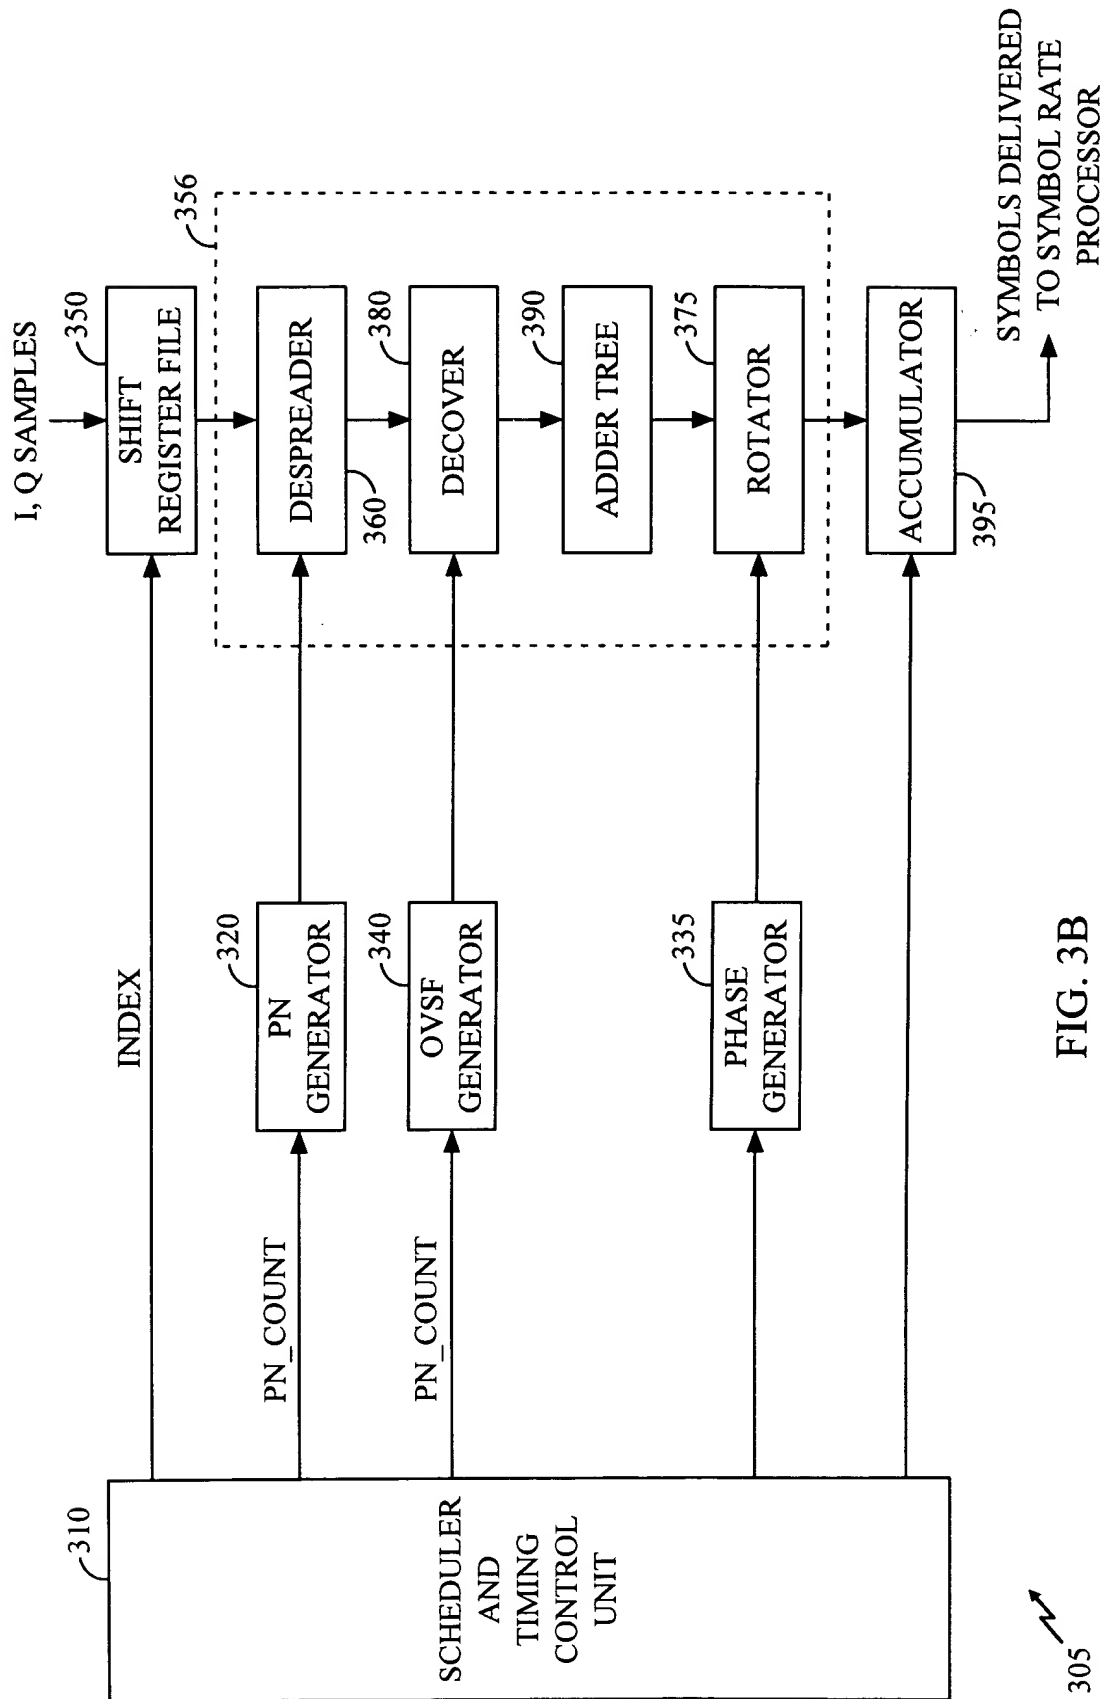 305
310
SCHEDULER
AND
TIMING
CONTROL
UNIT
INDEX
PN_COUNT
PN_COUNT
320
PN
GENERATOR
340
OVSF
GENERATOR
335
PHASE
GENERATOR
I, Q SAMPLES
350
SHIFT
REGISTER FILE
356
DESPREADER
360
380
DECOVER
390
ADDER TREE
375
ROTATOR
ACCUMULATOR
395
SYMBOLS DELIVERED
TO SYMBOL RATE
PROCESSOR
FIG. 3B